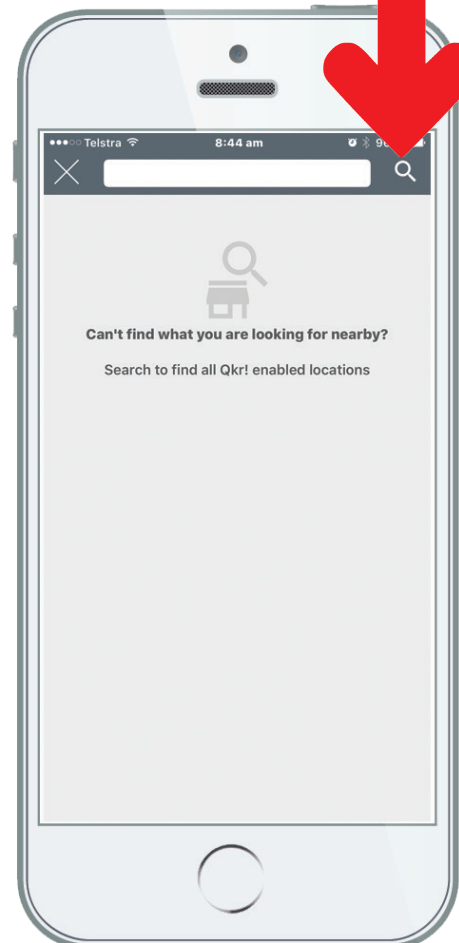 Telstra 8:44 am
Can't find what you are looking for nearby?
Search to find all Qkr! enabled locations